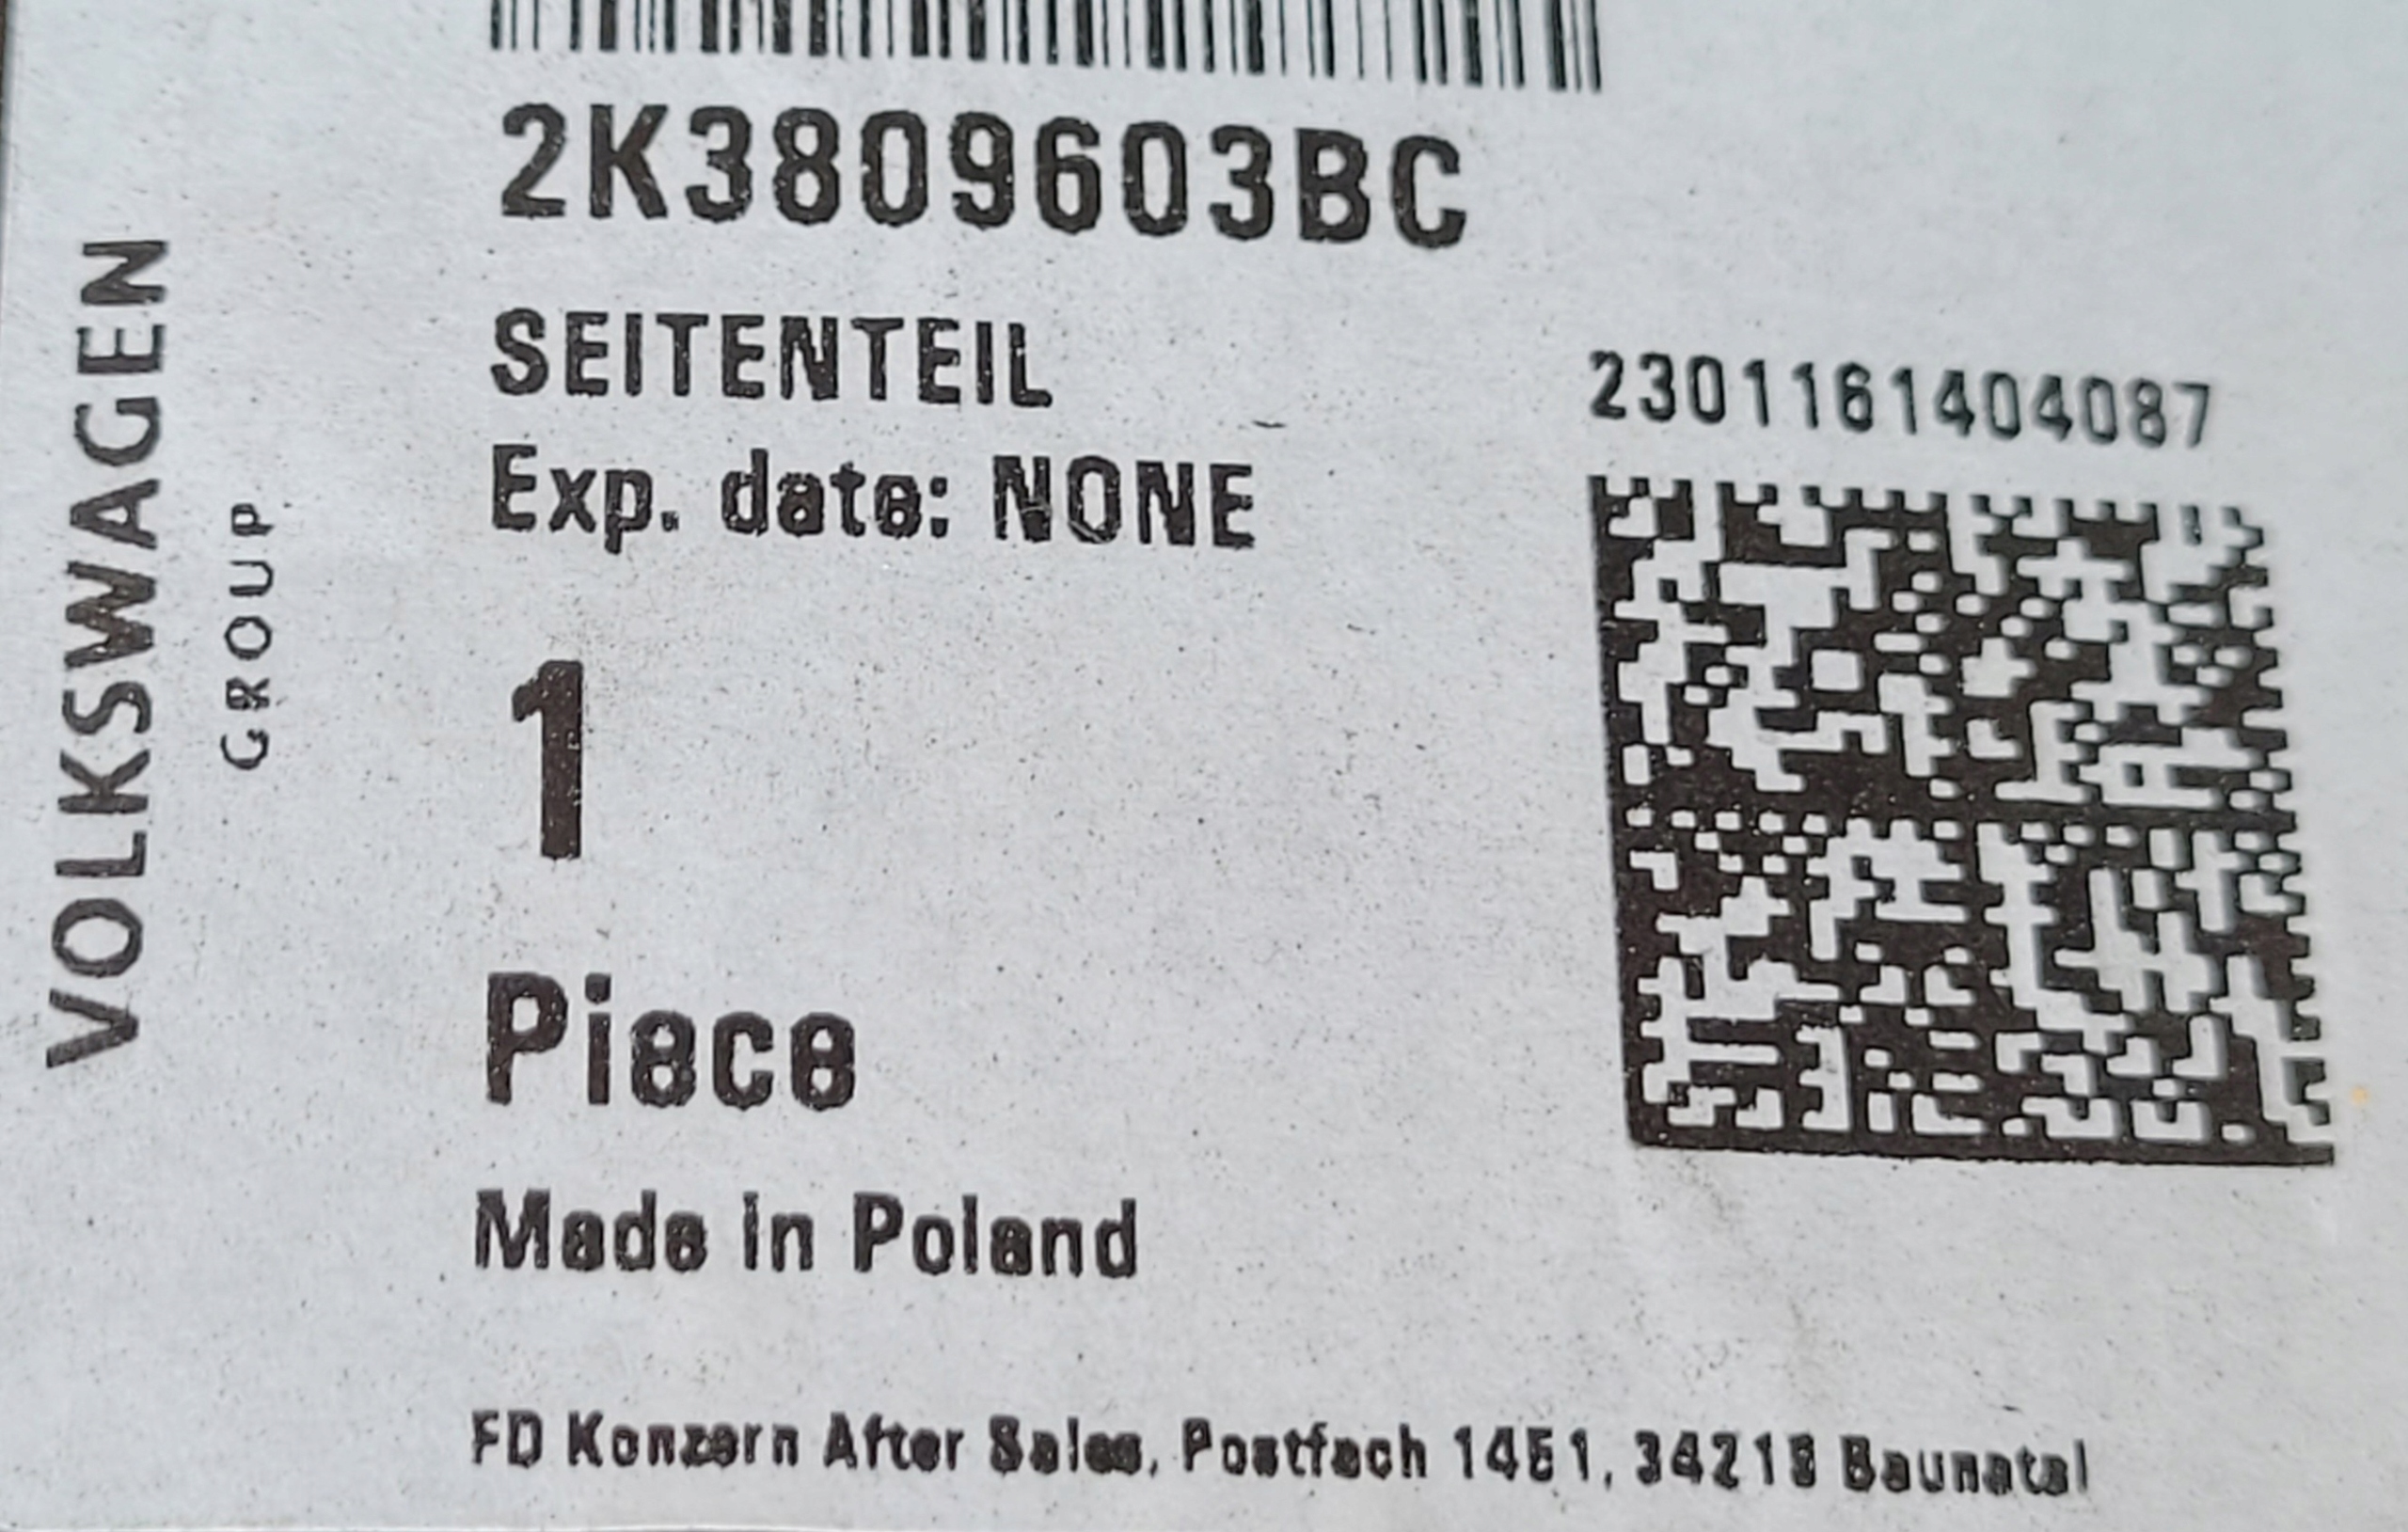 2K3809603BC
SEITENTEIL
Exp. date: NONE
2301161404087
1
Piece
Made in Poland
VOLKSWAGEN
GROUP
FD Konzern After Sales, Postfach 1451, 34219 Baunatal